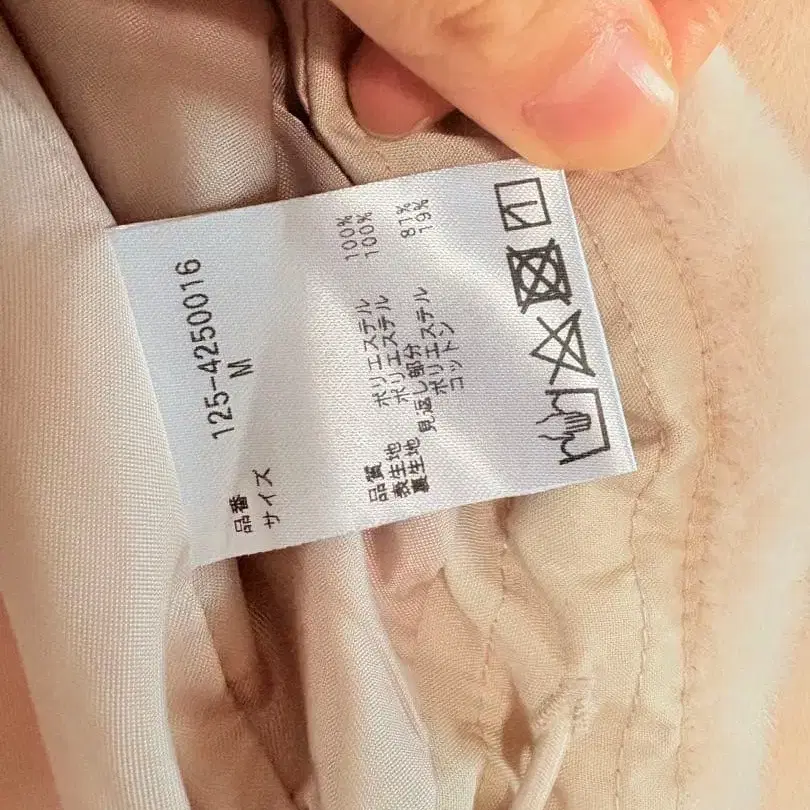 品番 125-4250016
サイズ M
品質
表生地 ポリエステル 100%
裏生地 ポリエステル 100%
見返し部分
ポリエステル 81%
コットン 19%